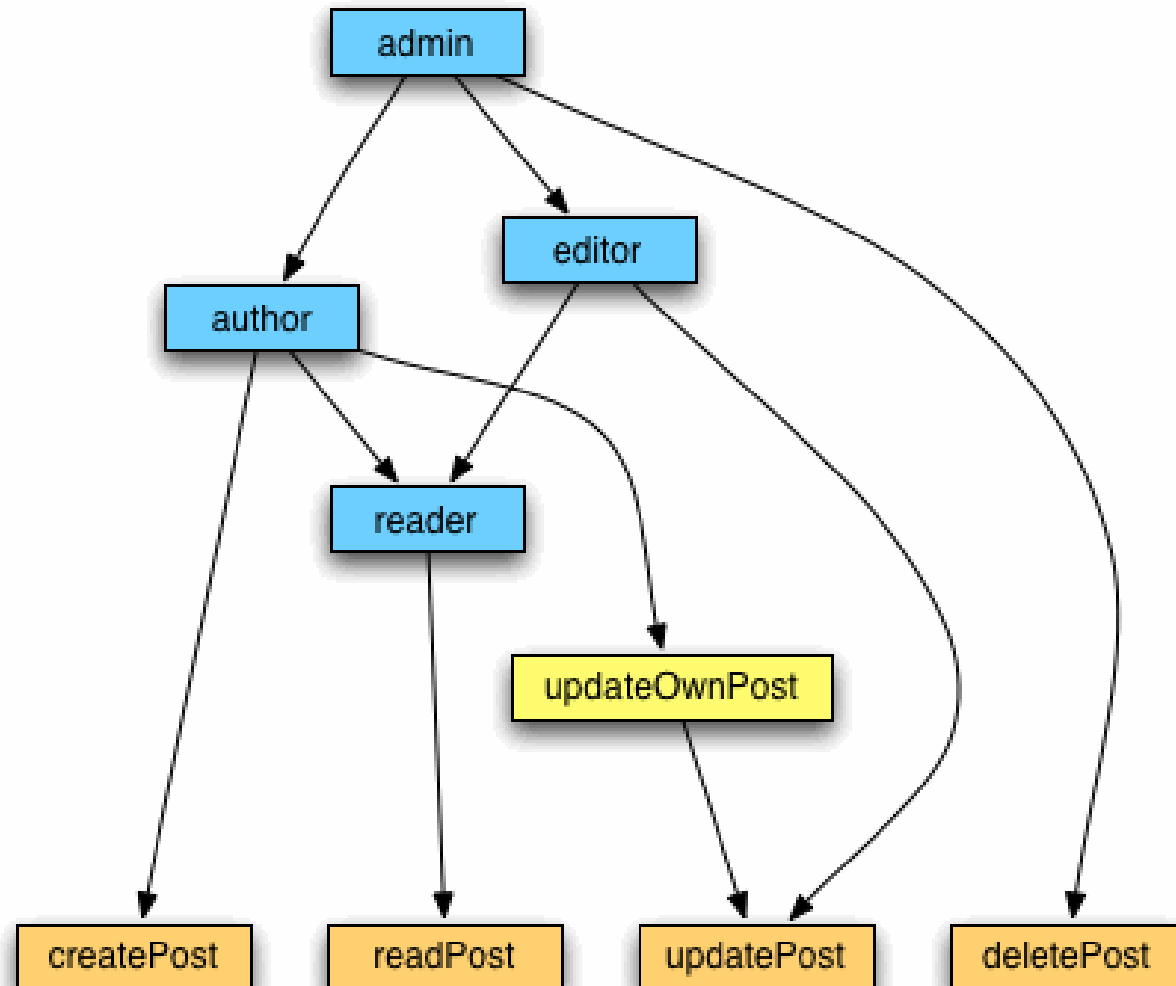 admin
editor
author
reader
updateOwnPost
createPost
readPost
updatePost
deletePost